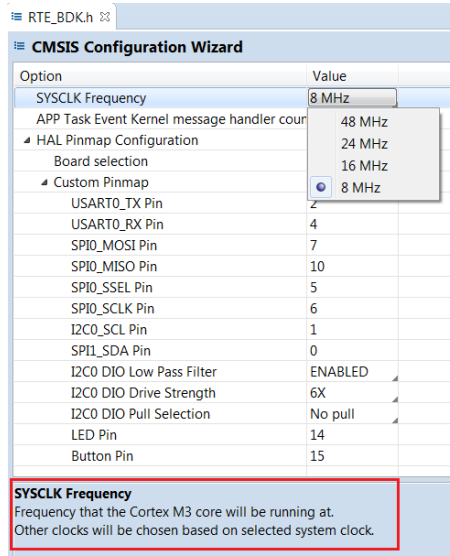 RTE_BDK.h
CMSIS Configuration Wizard
Option Value
SYSCLK Frequency 8 MHz
48 MHz
24 MHz
16 MHz
8 MHz
APP Task Event Kernel message handler coun
HAL Pinmap Configuration
Board selection
Custom Pinmap
USART0_TX Pin 2
USART0_RX Pin 4
SPI0_MOSI Pin 7
SPI0_MISO Pin 10
SPI0_SSEL Pin 5
SPI0_SCLK Pin 6
I2C0_SCL Pin 1
SPI1_SDA Pin 0
I2C0 DIO Low Pass Filter ENABLED
I2C0 DIO Drive Strength 6X
I2C0 DIO Pull Selection No pull
LED Pin 14
Button Pin 15
SYSCLK Frequency
Frequency that the Cortex M3 core will be running at.
Other clocks will be chosen based on selected system clock.